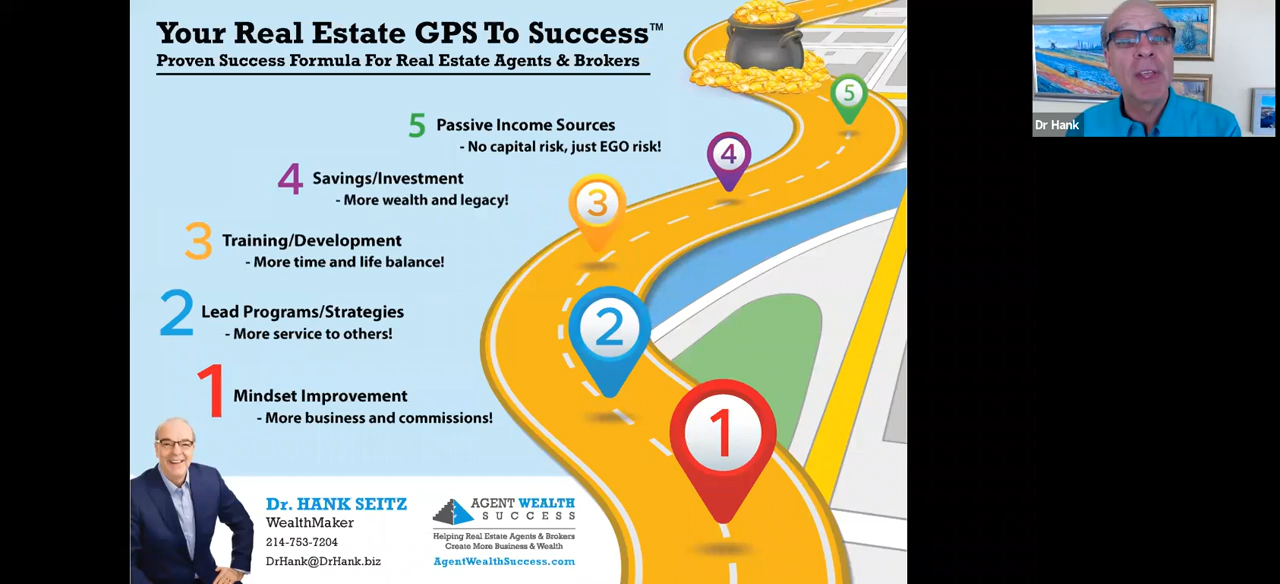 Your Real Estate GPS To Success™
Proven Success Formula For Real Estate Agents & Brokers
5 Passive Income Sources
- No capital risk, just EGO risk!
4 Savings/Investment
- More wealth and legacy!
3 Training/Development
- More time and life balance!
2 Lead Programs/Strategies
- More service to others!
1 Mindset Improvement
- More business and commissions!
5
4
3
2
1
Dr. HANK SEITZ
WealthMaker
214-753-7204
DrHank@DrHank.biz
AGENT WEALTH
SUCCESS
Helping Real Estate Agents & Brokers
Create More Business & Wealth
AgentWealthSuccess.com
Dr Hank